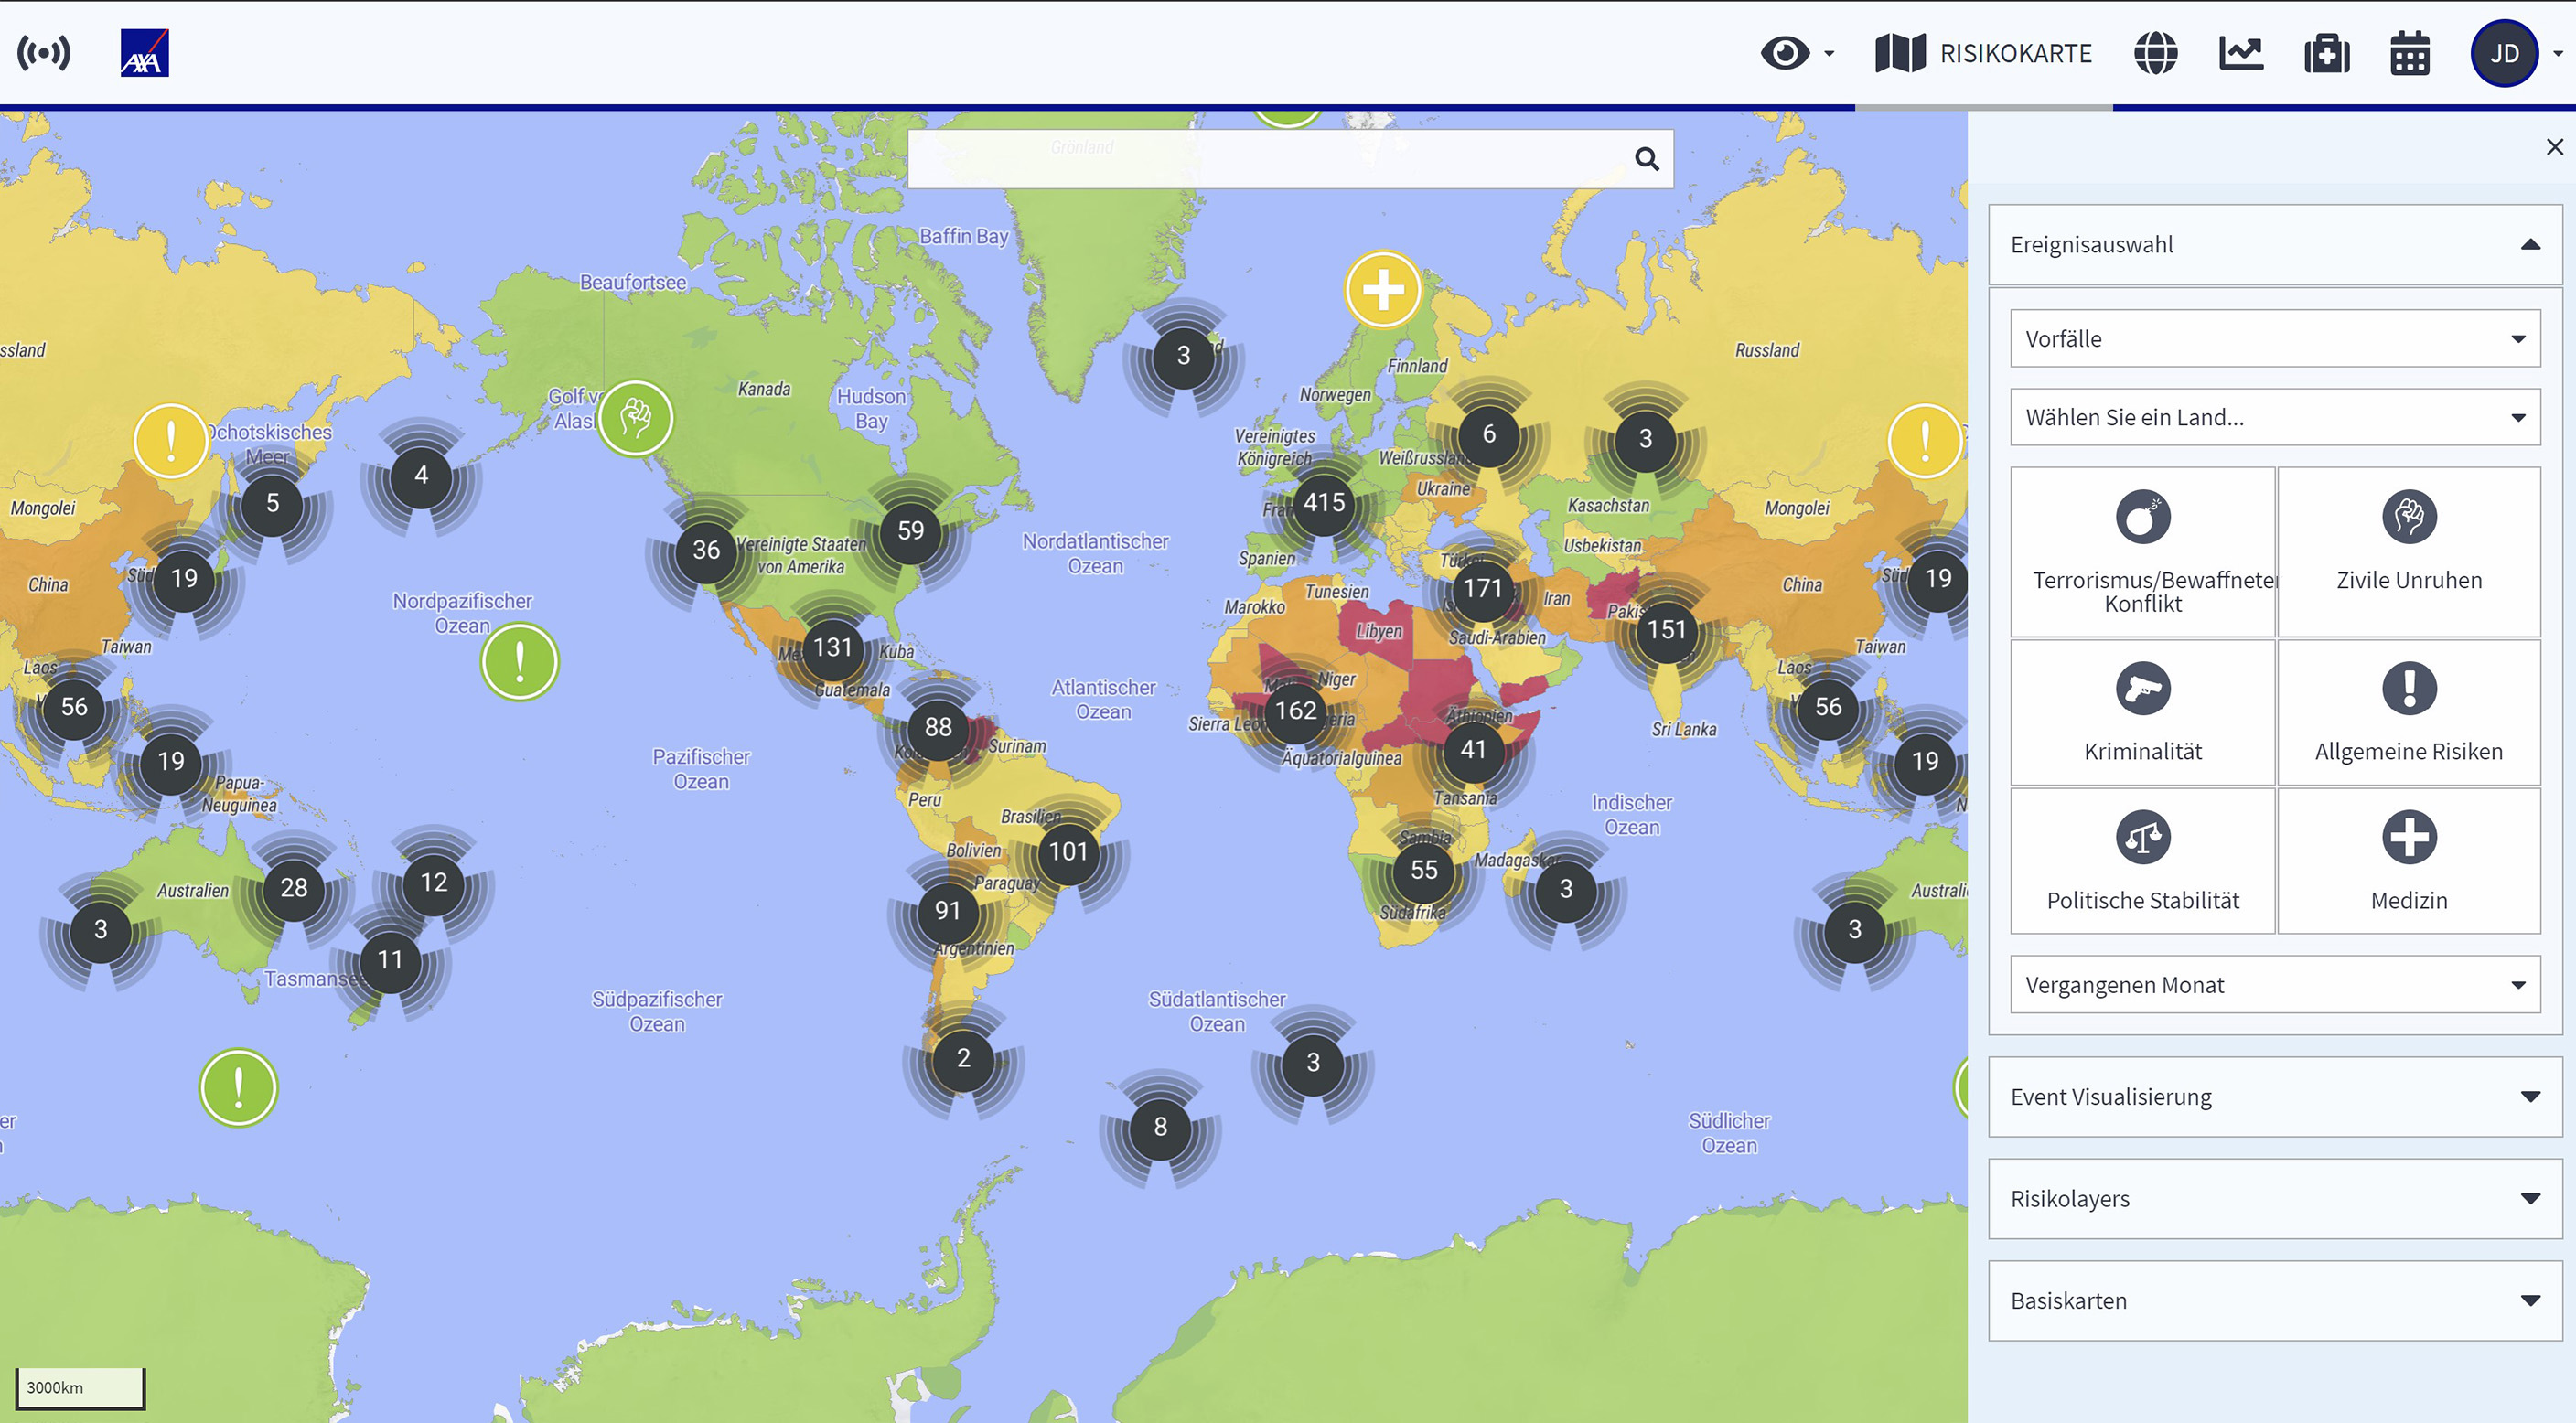 AXA
RISIKOKARTE
JD
Grönland
Baffin Bay
Beaufortsee
Ereignisauswahl
Vorfälle
Wählen Sie ein Land...
Terrorismus/Bewaffneter
Konflikt
Zivile Unruhen
Kriminalität
Allgemeine Risiken
Politische Stabilität
Medizin
Vergangenen Monat
Event Visualisierung
Risikolayers
Basiskarten
ssland
3
Russland
Finnland
Kanada
Norwegen
Hudson
Bay
Golf v
Alas
Ochotskisches
Meer
Vereinigtes
Königreich
6
3
Weißrussland
4
5
Ukraine
415
Fran
Kasachstan
Mongolei
Mongolei
36
59
Vereinigte Staaten
von Amerika
Nordatlantischer
Ozean
Spanien
Usbekistan
Türkei
Süd
19
China
171
Iran
China
Süd
19
Tunesien
Marokko
Nordpazifischer
Ozean
Pakis
151
Libyen
Saudi-Arabien
Taiwan
131
Kuba
Me
Taiwan
Laos
Laos
Guatemala
Niger
Atlantischer
Ozean
56
88
162
eria
Sierra Leo
Äthiopien
56
Sri Lanka
Surinam
41
Äquatorialguinea
19
19
Pazifischer
Ozean
Papua-
Neuguinea
Peru
Tansania
Indischer
Ozean
Brasilien
Sambia
101
Bolivien
Madagaskar
55
3
Paraguay
Australien
28
12
91
Südafrika
Australi
3
11
Argentinien
3
Tasmanse
Südpazifischer
Ozean
Südatlantischer
Ozean
2
3
8
Südlicher
Ozean
er
3000km